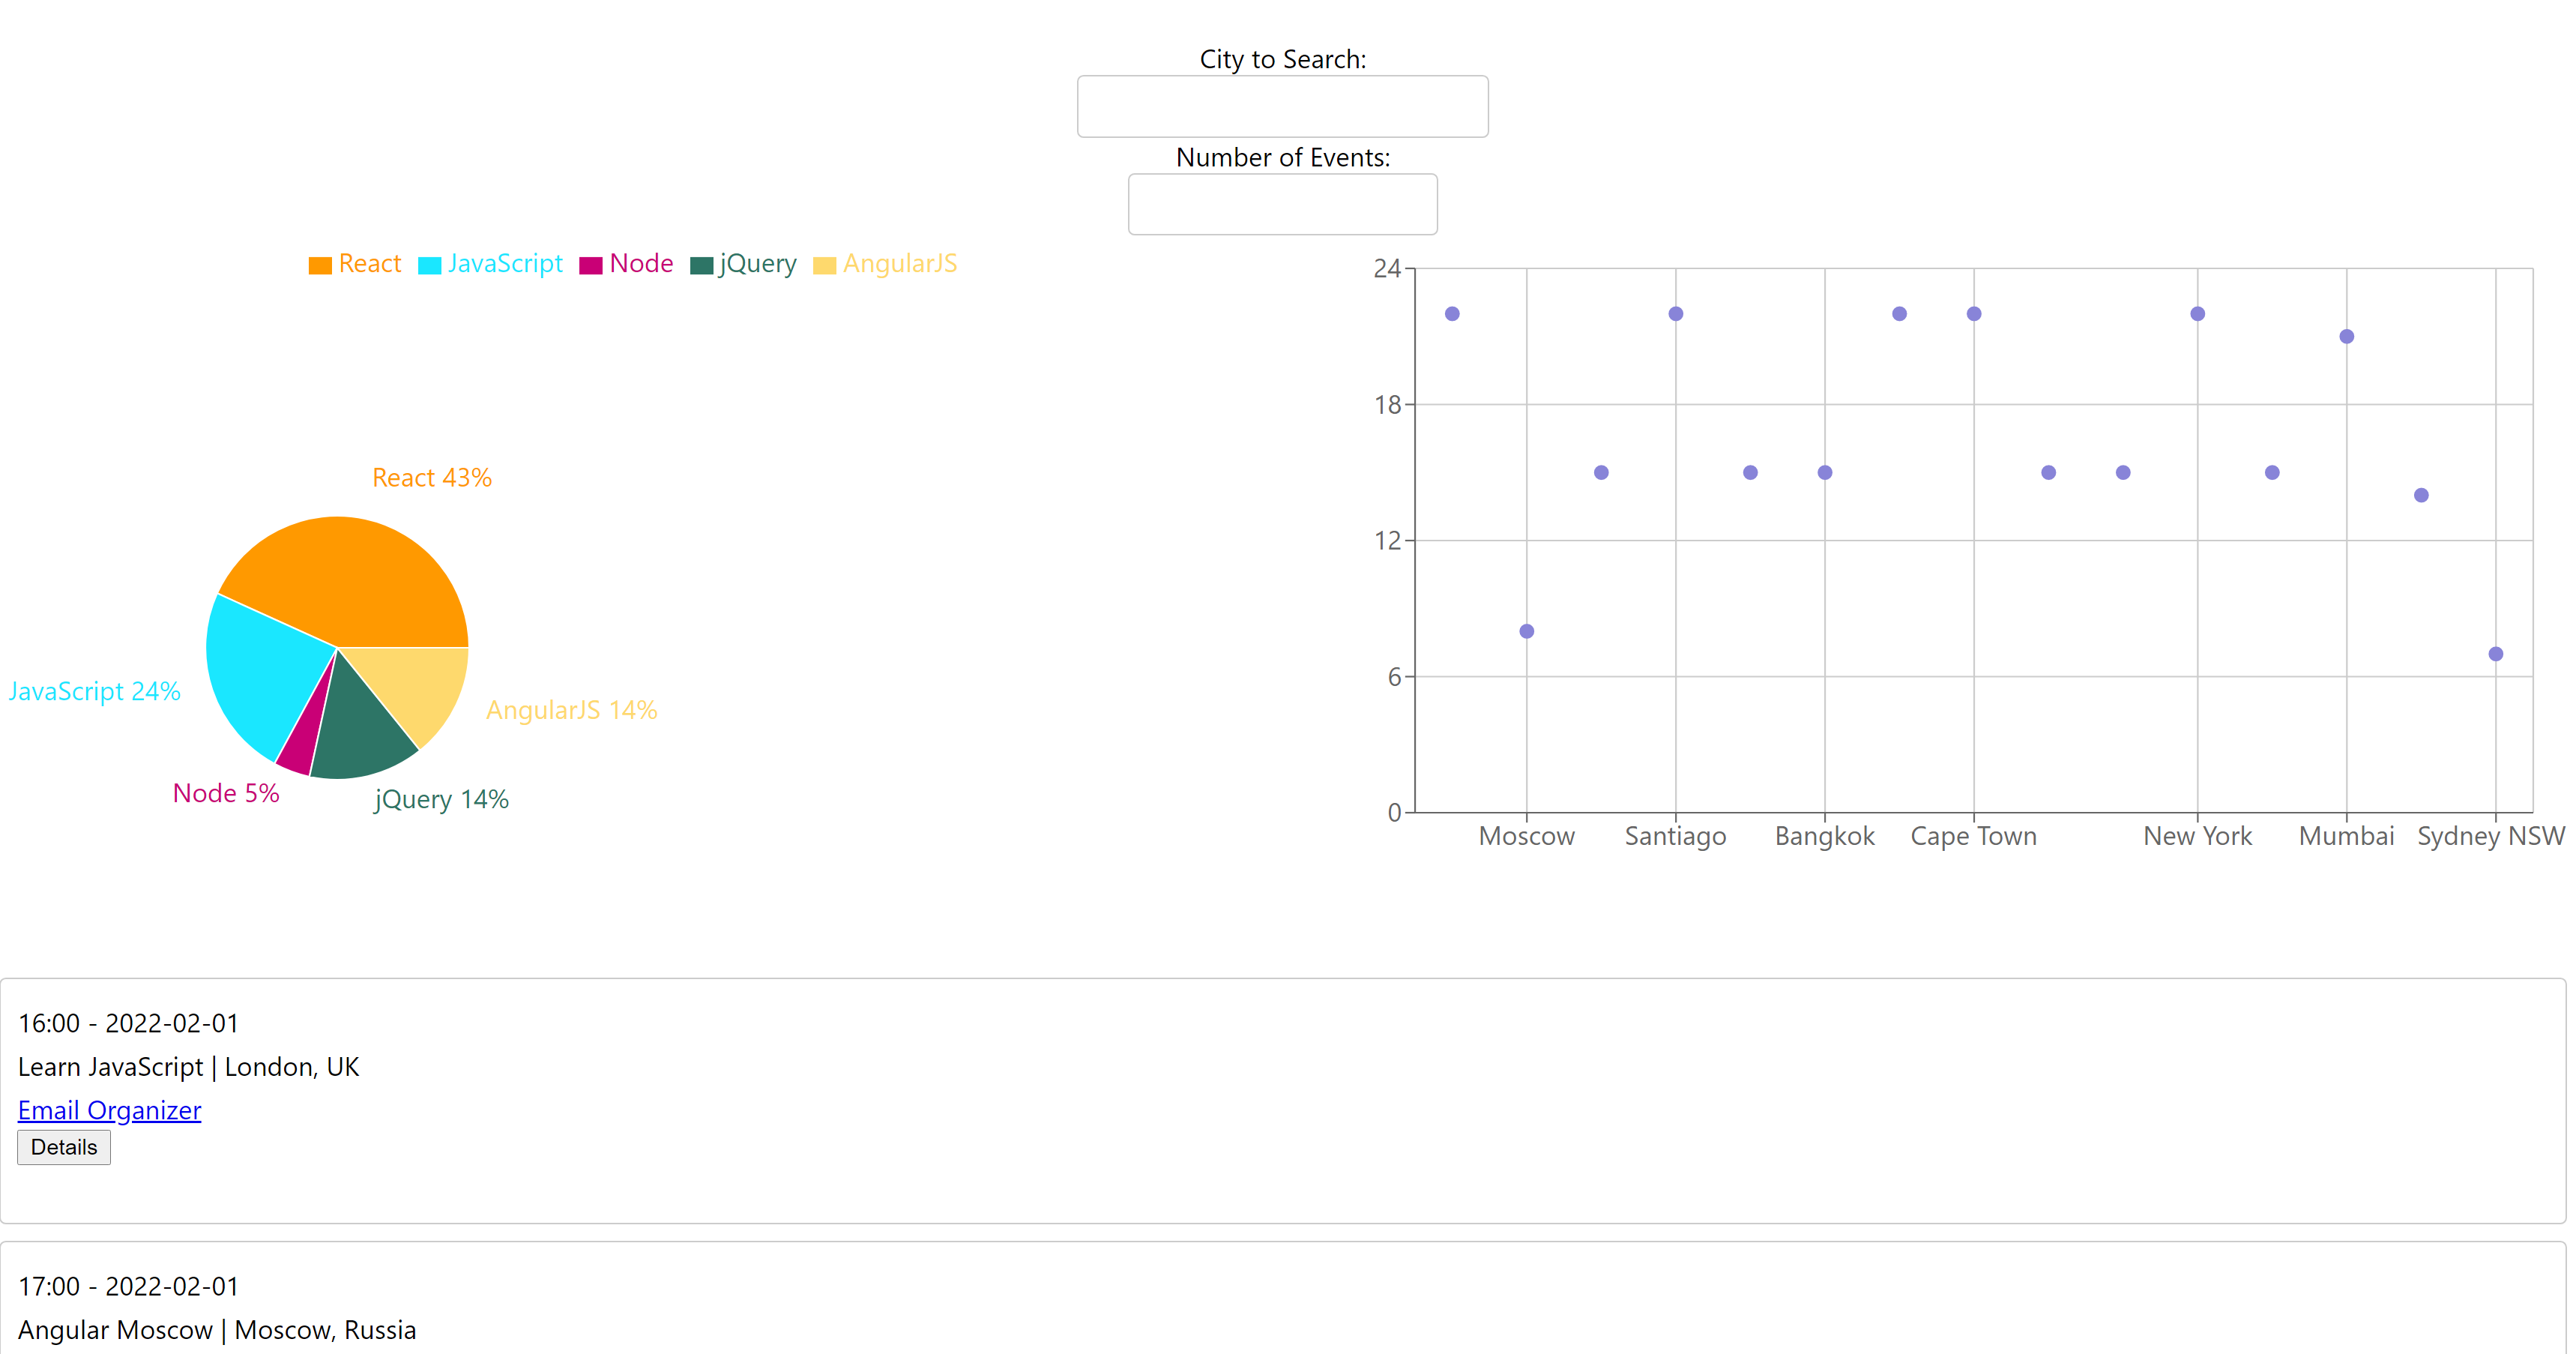 City to Search:
Number of Events:
React JavaScript Node jQuery AngularJS
React 43%
JavaScript 24%
AngularJS 14%
Node 5%
jQuery 14%
24
18
12
6
0
Moscow Santiago Bangkok Cape Town New York Mumbai Sydney NSW
16:00 - 2022-02-01
Learn JavaScript | London, UK
Email Organizer
Details
17:00 - 2022-02-01
Angular Moscow | Moscow, Russia